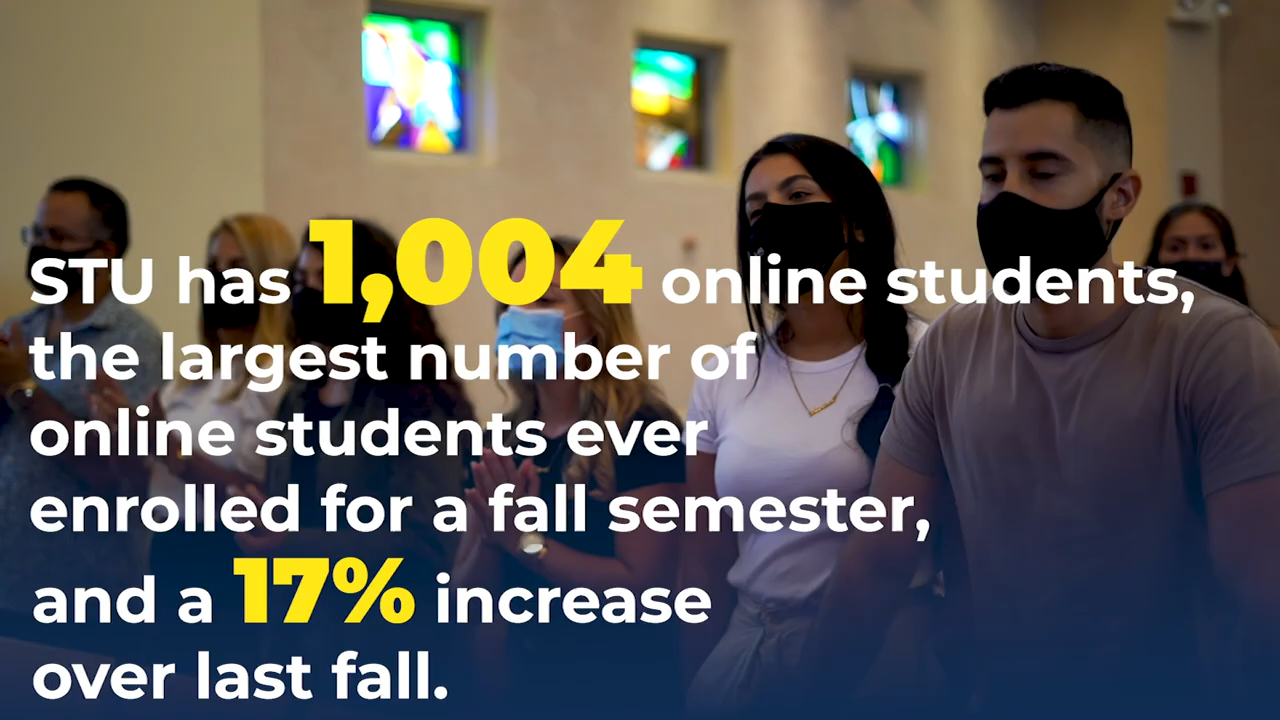 STU has 1,004 online students,
the largest number of
online students ever
enrolled for a fall semester,
and a 17% increase
over last fall.